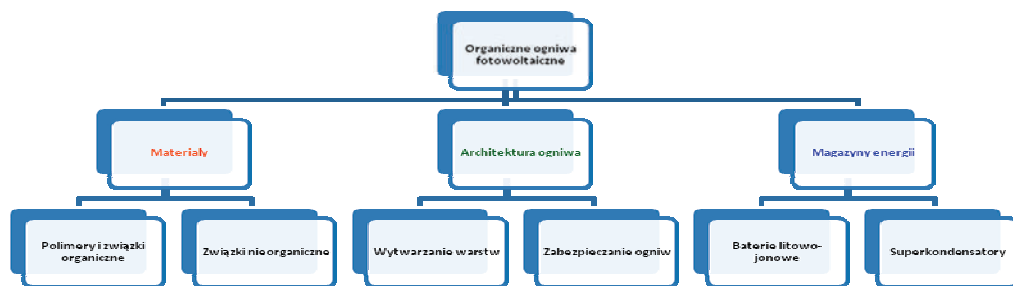 Organiczne ogniwa
fotowoltaiczne
Materiały
Architektura ogniwa
Magazyny energii
Polimery i związki
organiczne
Związki nieorganiczne
Wytwarzanie warstw
Zabezpieczanie ogniw
Baterie litowo-
jonowe
Superkondensatory